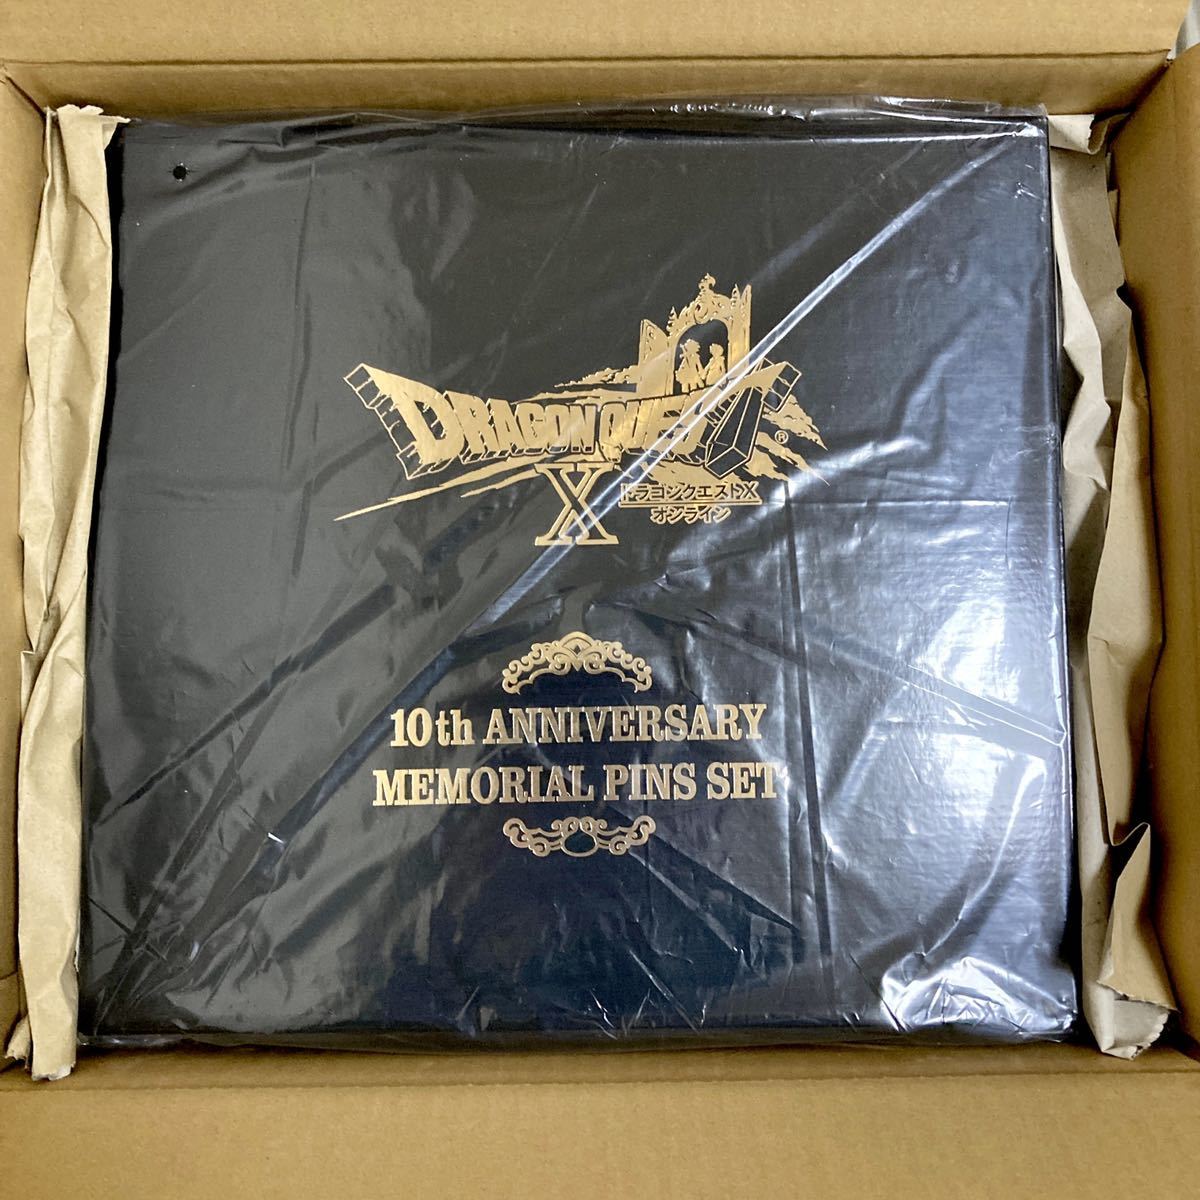 DRAGON QUEST
®
X
ドラゴンクエストX
オンライン
10th ANNIVERSARY
MEMORIAL PINS SET